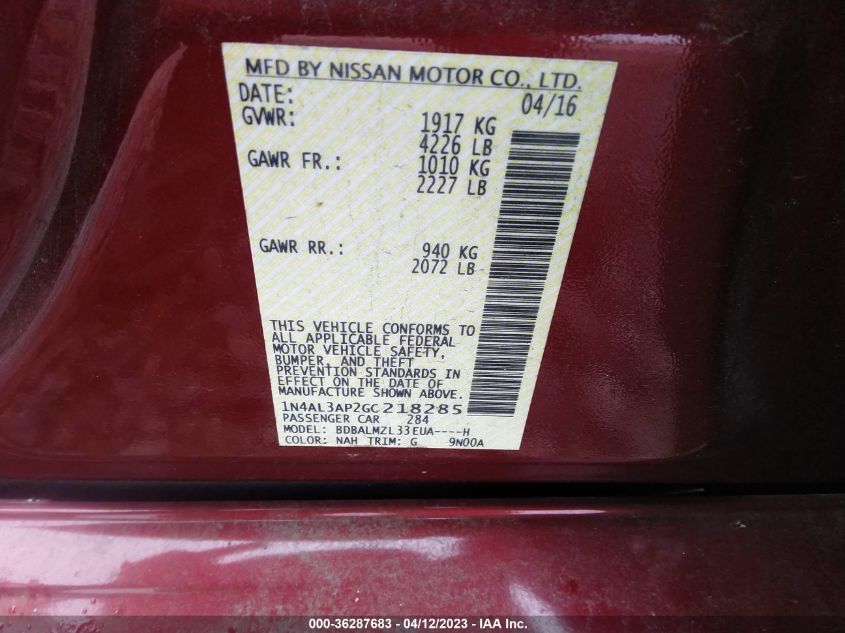 MFD BY NISSAN MOTOR CO., LTD.
DATE: 04/16
GVWR: 1917 KG
4226 LB
GAWR FR.: 1010 KG
2227 LB
GAWR RR.: 940 KG
2072 LB
THIS VEHICLE CONFORMS TO
ALL APPLICABLE FEDERAL
MOTOR VEHICLE SAFETY,
BUMPER, AND THEFT
PREVENTION STANDARDS IN
EFFECT ON THE DATE OF
MANUFACTURE SHOWN ABOVE.
1N4AL3AP2GC218285
PASSENGER CAR 284
MODEL: BDBALMZL33EUA----H
COLOR: NAH TRIM: G 9N00A
000-36287683 - 04/12/2023 - IAA Inc.